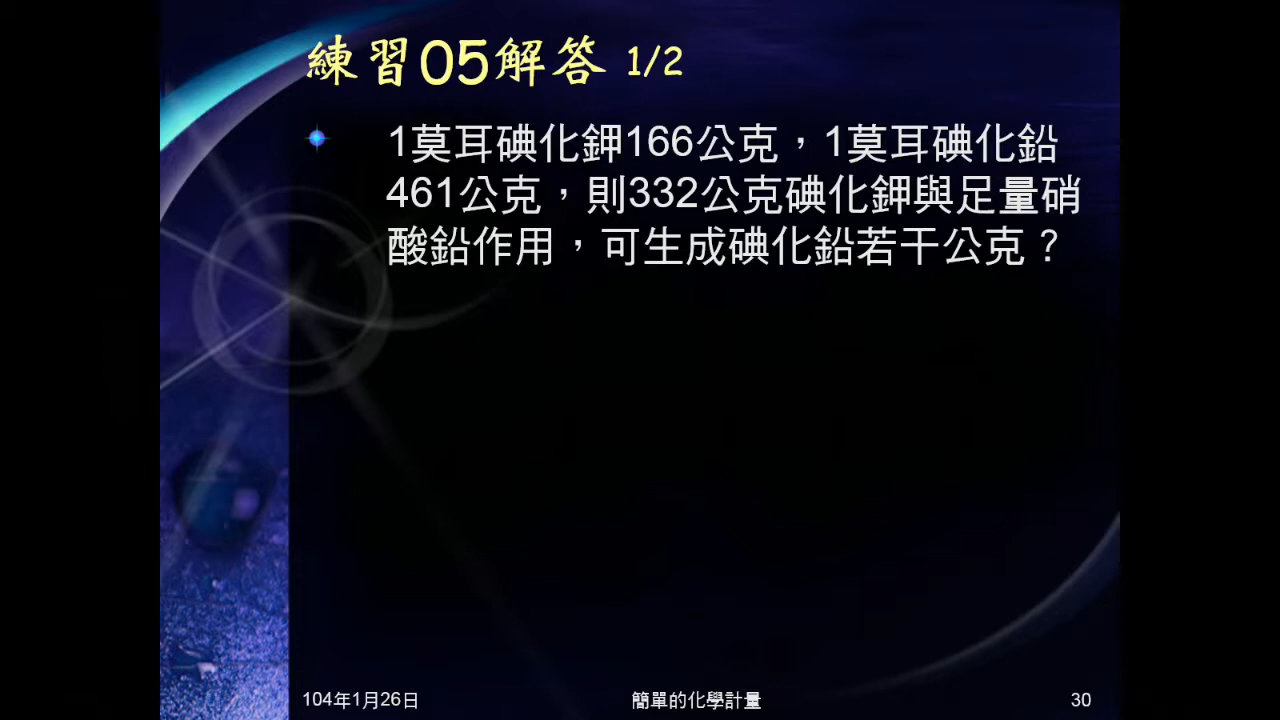 練習05解答 1/2
1莫耳碘化鉀166公克，1莫耳碘化鉛
461公克，則332公克碘化鉀與足量硝
酸鉛作用，可生成碘化鉛若干公克？
104年1月26日
簡單的化學計量
30